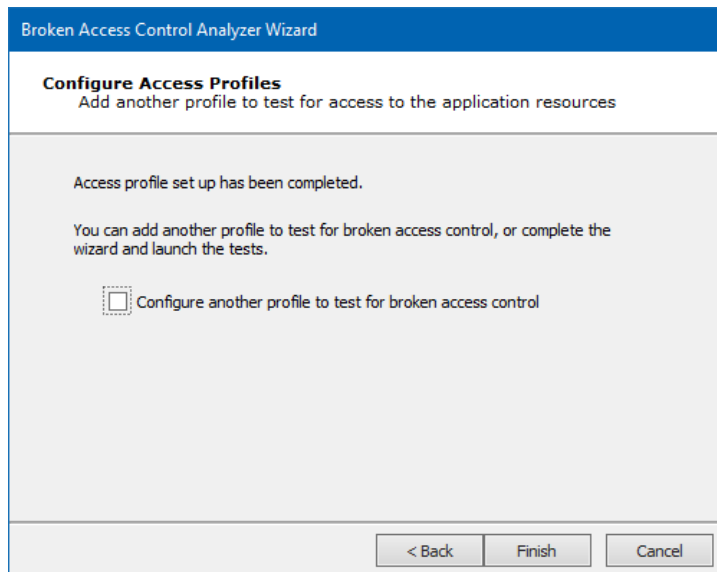 Broken Access Control Analyzer Wizard
Configure Access Profiles
Add another profile to test for access to the application resources
Access profile set up has been completed.
You can add another profile to test for broken access control, or complete the
wizard and launch the tests.
Configure another profile to test for broken access control
< Back
Finish
Cancel